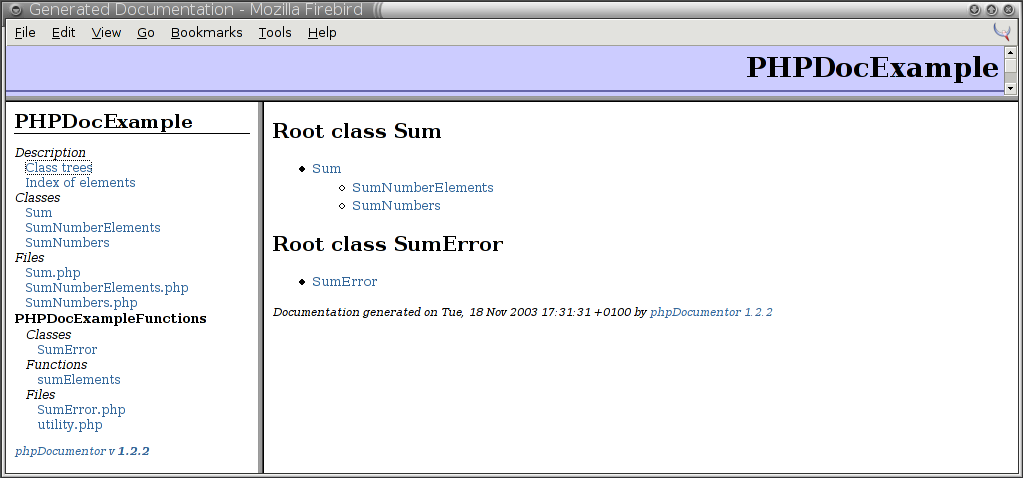 Generated Documentation - Mozilla Firebird
File Edit View Go Bookmarks Tools Help
PHPDocExample
PHPDocExample
Description
Class trees
Index of elements
Classes
Sum
SumNumberElements
SumNumbers
Files
Sum.php
SumNumberElements.php
SumNumbers.php
PHPDocExampleFunctions
Classes
SumError
Functions
sumElements
Files
SumError.php
utility.php
phpDocumentor v 1.2.2
Root class Sum
Sum
SumNumberElements
SumNumbers
Root class SumError
SumError
Documentation generated on Tue, 18 Nov 2003 17:31:31 +0100 by phpDocumentor 1.2.2